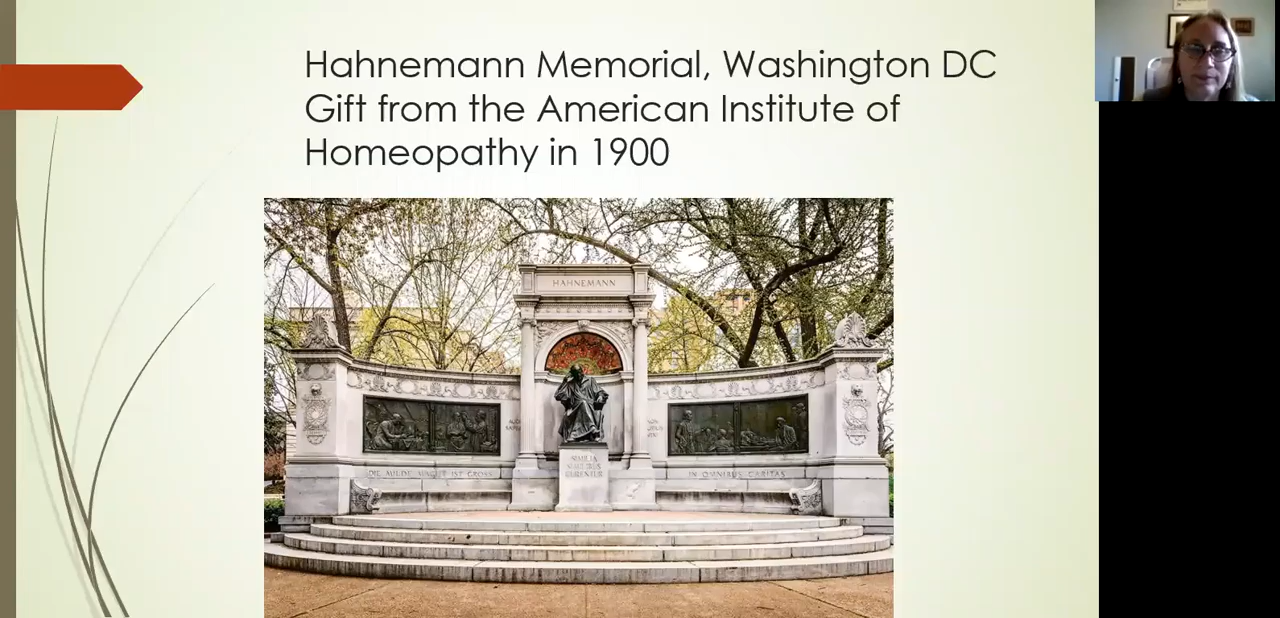 Hahnemann Memorial, Washington DC
Gift from the American Institute of
Homeopathy in 1900
HAHNEMANN
DIE MILDE MACHT IST GROSS
IN OMNIBUS CARITAS
SIMILIA
SIMILIBUS
CURENTUR